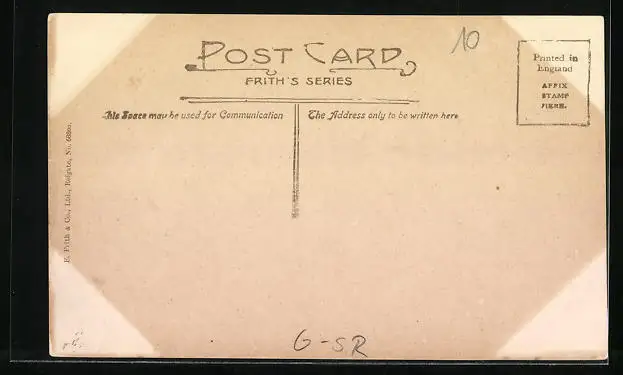 POST CARD
FRITH'S SERIES
This Space may be used for Communication
The Address only to be written here
Printed in
England
AFFIX
STAMP
HERE.
10
F. Frith & Co., Ltd., Reigate, No.
G-SR